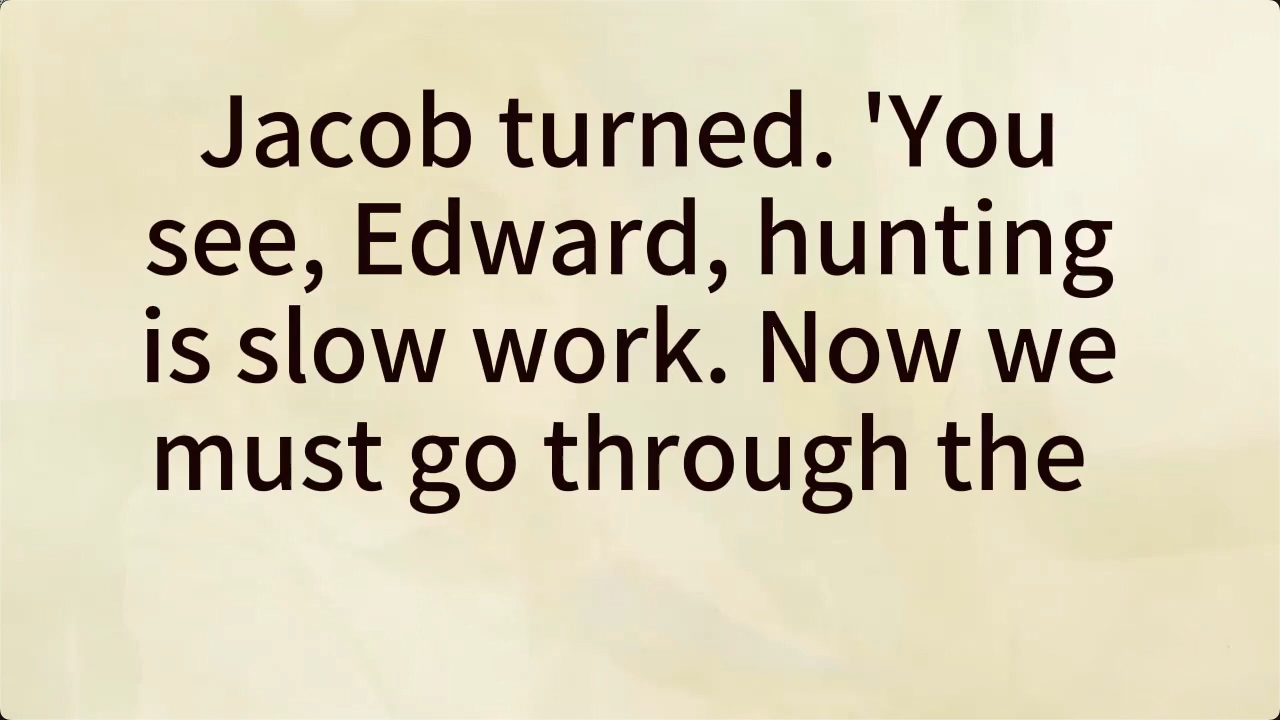 Jacob turned. 'You
see, Edward, hunting
is slow work. Now we
must go through the